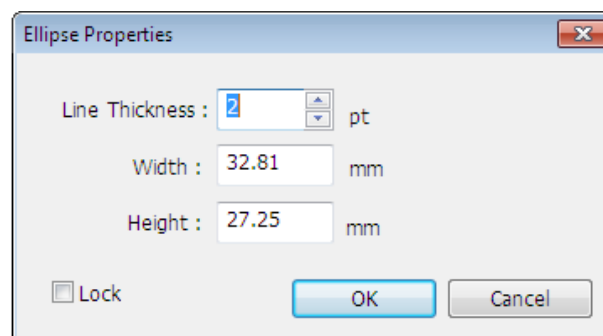 Ellipse Properties
Line Thickness : 2 pt
Width : 32.81 mm
Height : 27.25 mm
Lock OK Cancel